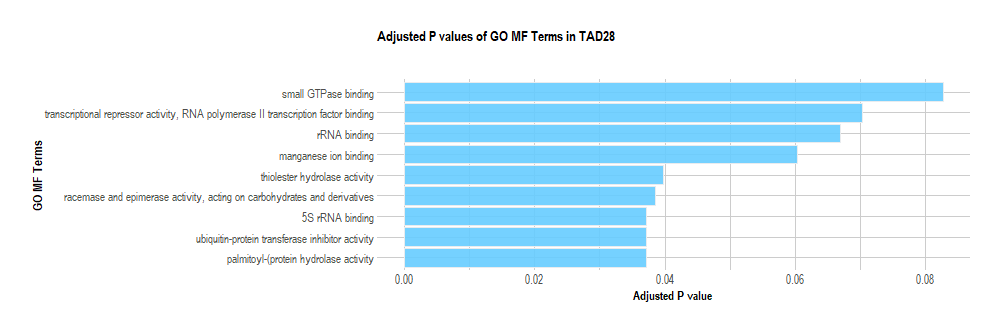 Adjusted P values of GO MF Terms in TAD28
GO MF Terms
small GTPase binding
transcriptional repressor activity, RNA polymerase II transcription factor binding
rRNA binding
manganese ion binding
thiolester hydrolase activity
racemase and epimerase activity, acting on carbohydrates and derivatives
5S rRNA binding
ubiquitin-protein transferase inhibitor activity
palmitoyl-(protein hydrolase activity
0.00 0.02 0.04 0.06 0.08
Adjusted P value